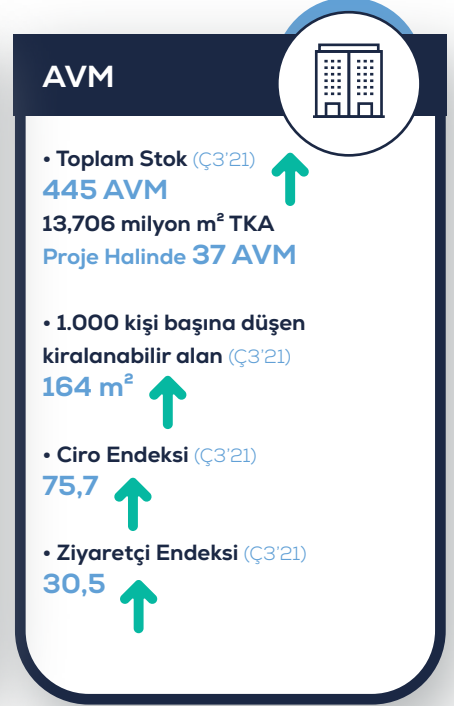 AVM
• Toplam Stok (Ç3'21)
445 AVM
13,706 milyon m² TKA
Proje Halinde 37 AVM
• 1.000 kişi başına düşen
kiralanabilir alan (Ç3'21)
164 m²
• Ciro Endeksi (Ç3'21)
75,7
• Ziyaretçi Endeksi (Ç3'21)
30,5